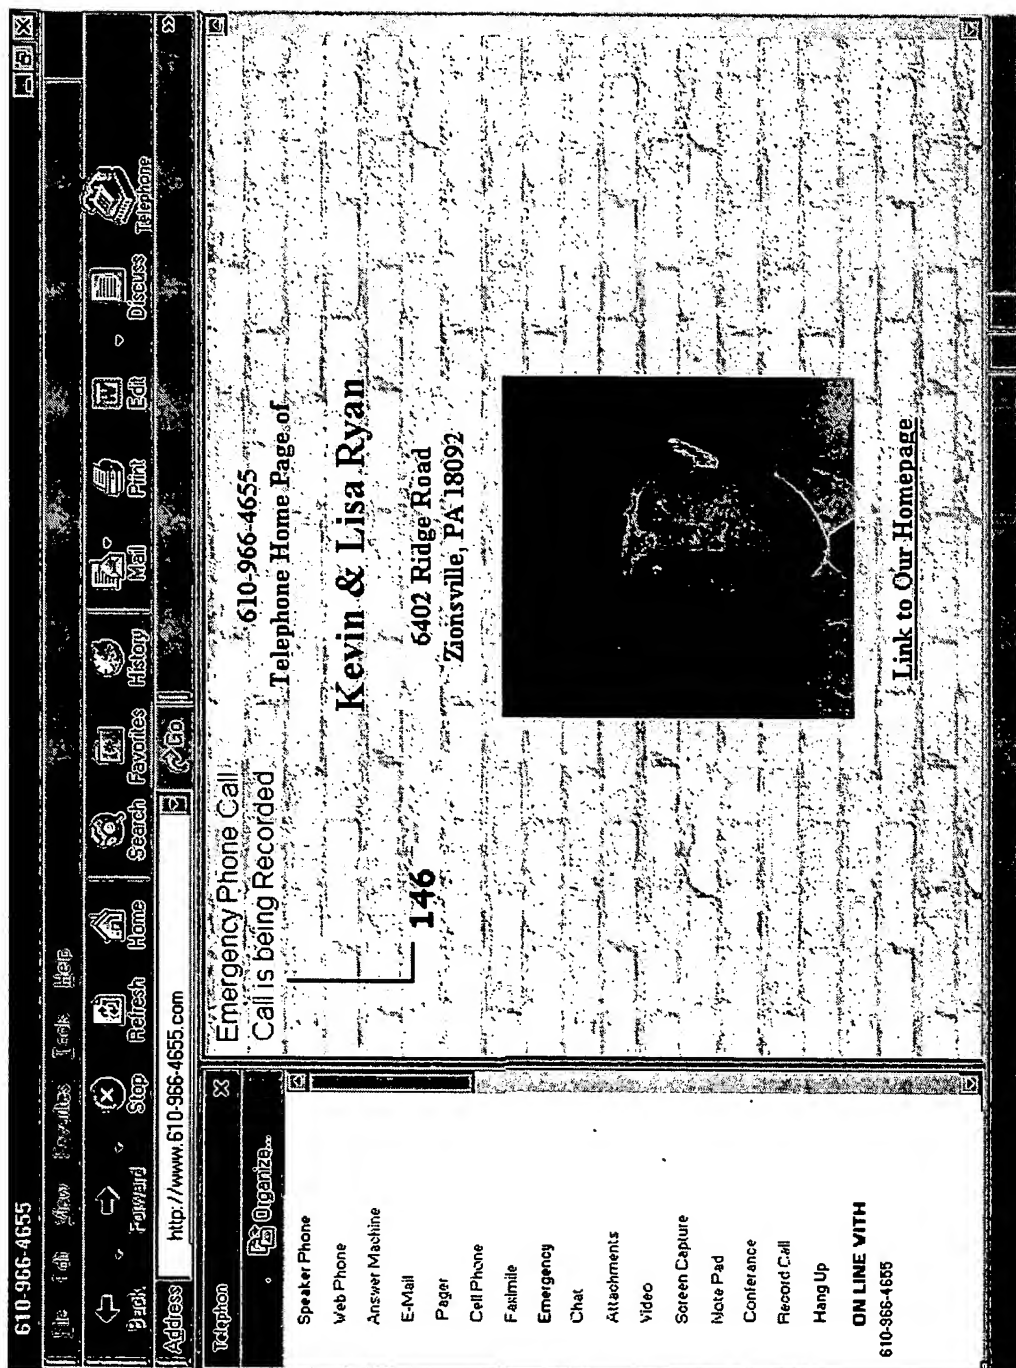 610-966-4655
File Edit View Favorites Tools Help
Back Forward Stop Refresh Home Search Favorites History Mail Print Edit Discuss Telephone
Address http://www.610-966-4655.com Go
Telephon
Organize...
Speaker Phone
Web Phone
Answer Machine
E-Mail
Pager
Cell Phone
Faximile
Emergency
Chat
Attachments
Video
Screen Capture
Note Pad
Conferance
Record Call
Hang Up
ON LINE WITH
610-966-4655
Emergency Phone Call
Call is being Recorded
146
610-966-4655
Telephone Home Page of
Kevin & Lisa Ryan
6402 Ridge Road
Zionsville, PA 18092
Link to Our Homepage